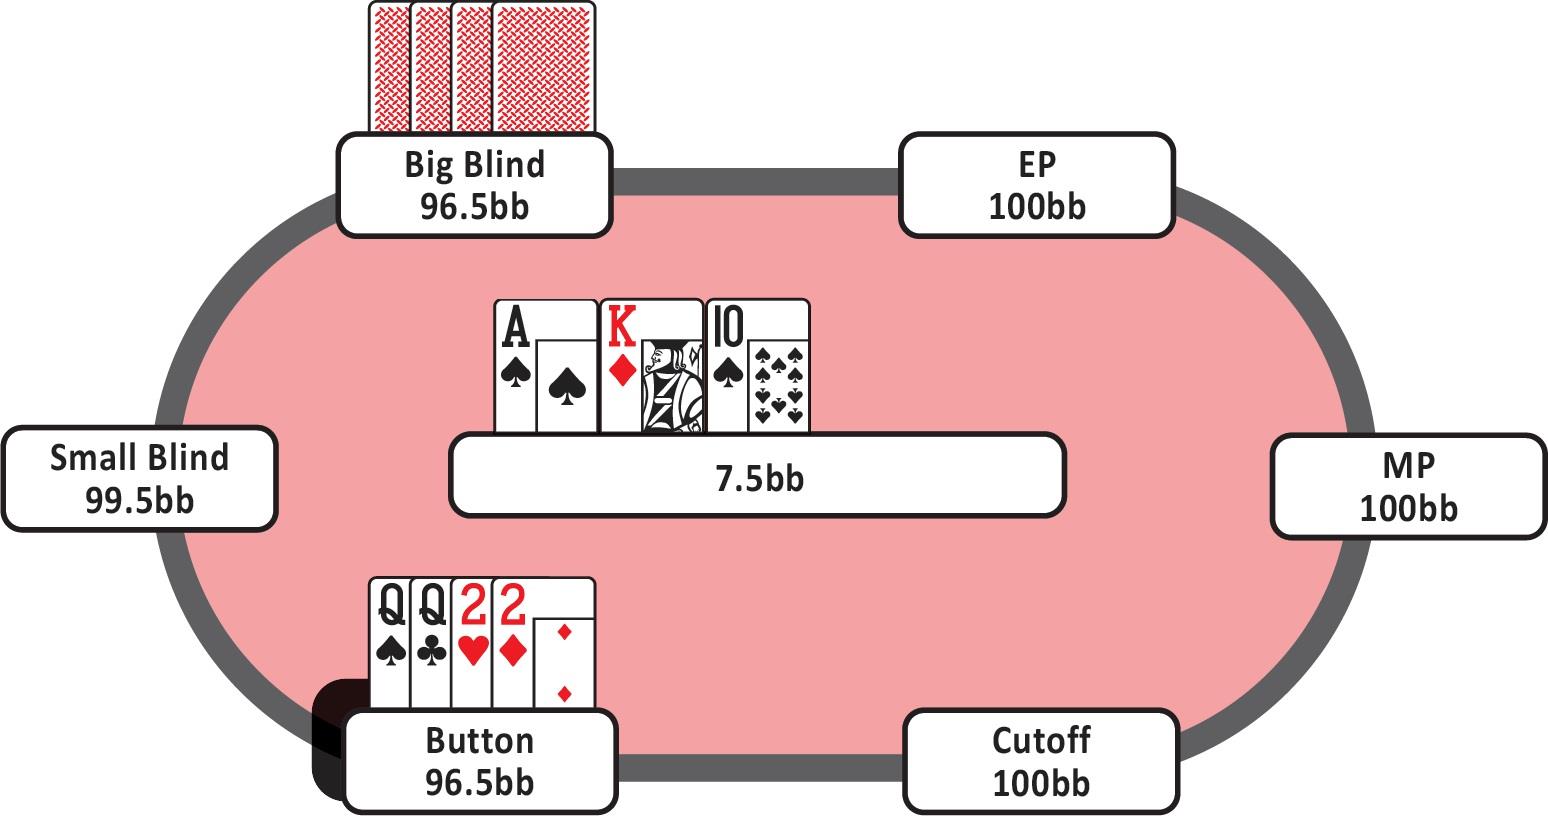 Big Blind
96.5bb
EP
100bb
A K 10
Small Blind
99.5bb
7.5bb
MP
100bb
Q Q 2 2
Button
96.5bb
Cutoff
100bb